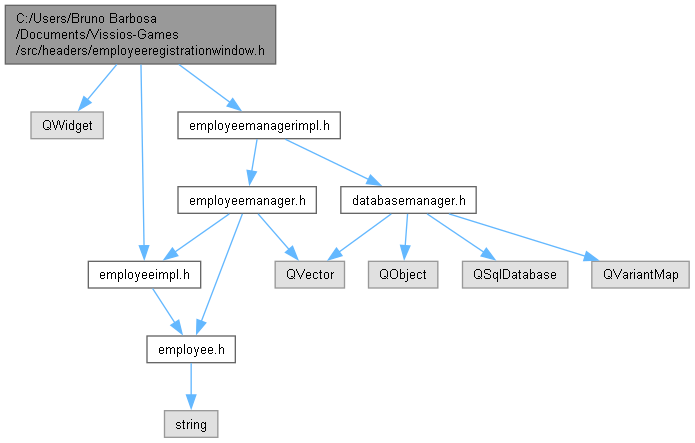 C:/Users/Bruno Barbosa
/Documents/Vissios-Games
/src/headers/employeeregistrationwindow.h
QWidget
employeemanagerimpl.h
employeemanager.h
databasemanager.h
employeeimpl.h
QVector
QObject
QSqlDatabase
QVariantMap
employee.h
string